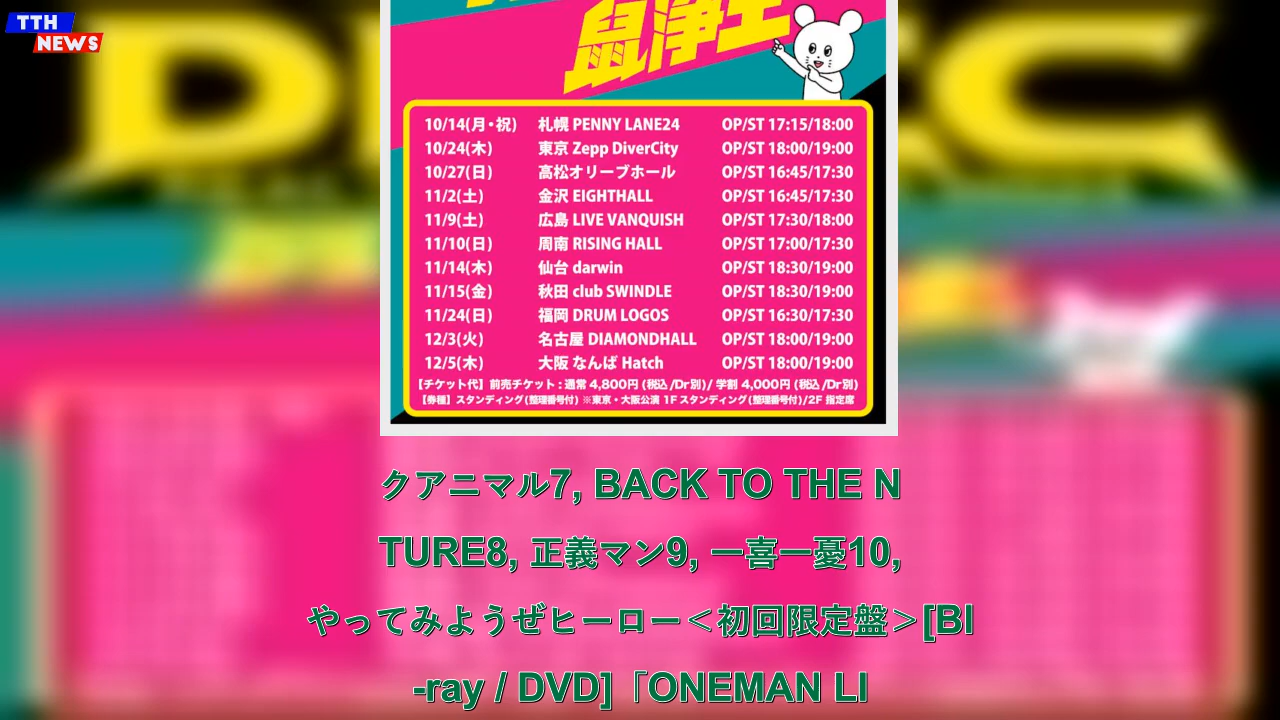 TTH
NEWS
鼠浄土
10/14(月・祝) 札幌 PENNY LANE24 OP/ST 17:15/18:00
10/24(木) 東京 Zepp DiverCity OP/ST 18:00/19:00
10/27(日) 高松オリーブホール OP/ST 16:45/17:30
11/2(土) 金沢 EIGHTHALL OP/ST 16:45/17:30
11/9(土) 広島 LIVE VANQUISH OP/ST 17:30/18:00
11/10(日) 周南 RISING HALL OP/ST 17:00/17:30
11/14(木) 仙台 darwin OP/ST 18:30/19:00
11/15(金) 秋田 club SWINDLE OP/ST 18:30/19:00
11/24(日) 福岡 DRUM LOGOS OP/ST 16:30/17:30
12/3(火) 名古屋 DIAMONDHALL OP/ST 18:00/19:00
12/5(木) 大阪 なんば Hatch OP/ST 18:00/19:00
【チケット代】前売チケット : 通常 4,800円 (税込 /Dr別) / 学割 4,000円 (税込 /Dr別)
【券種】スタンディング(整理番号付) ※東京・大阪公演 1F スタンディング(整理番号付)/2F 指定席
クアニマル7, BACK TO THE N
TURE8, 正義マン9, 一喜一憂10,
やってみようぜヒーロー＜初回限定盤＞[Bl
-ray / DVD]「ONEMAN LI